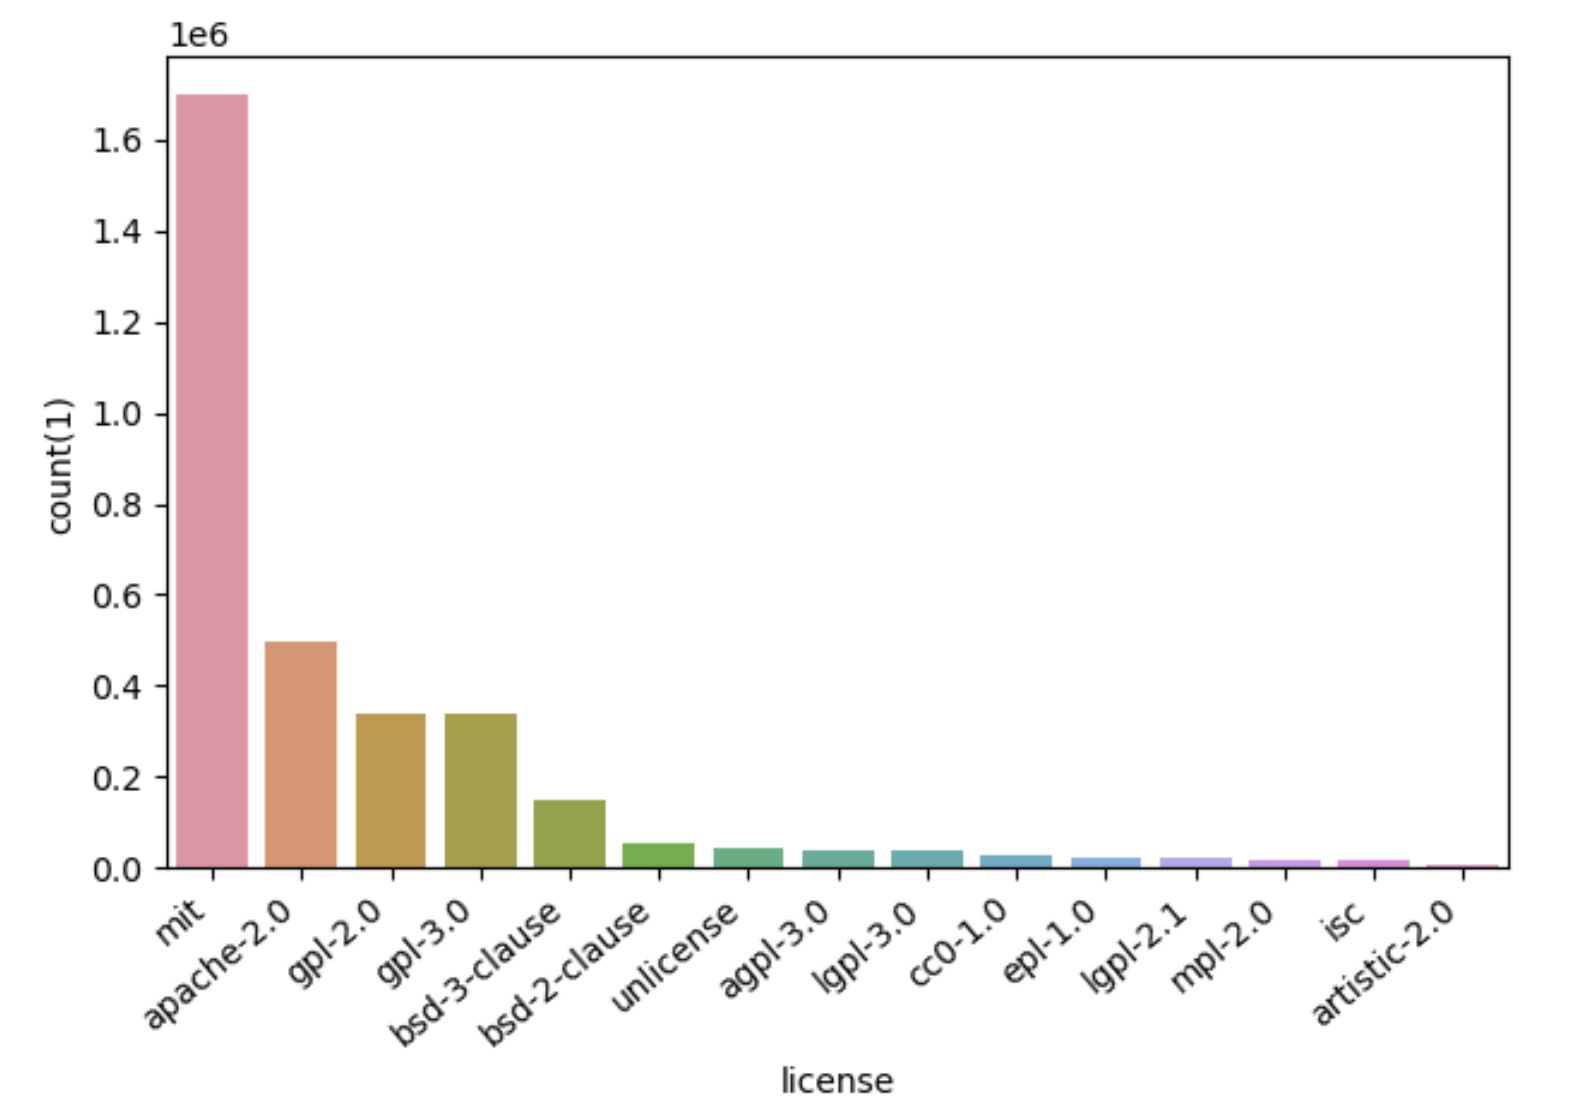 1e6
1.6
1.4
1.2
1.0
0.8
0.6
0.4
0.2
0.0
count(1)
mit
apache-2.0
gpl-2.0
gpl-3.0
bsd-3-clause
bsd-2-clause
unlicense
agpl-3.0
lgpl-3.0
cc0-1.0
epl-1.0
lgpl-2.1
mpl-2.0
isc
artistic-2.0
license